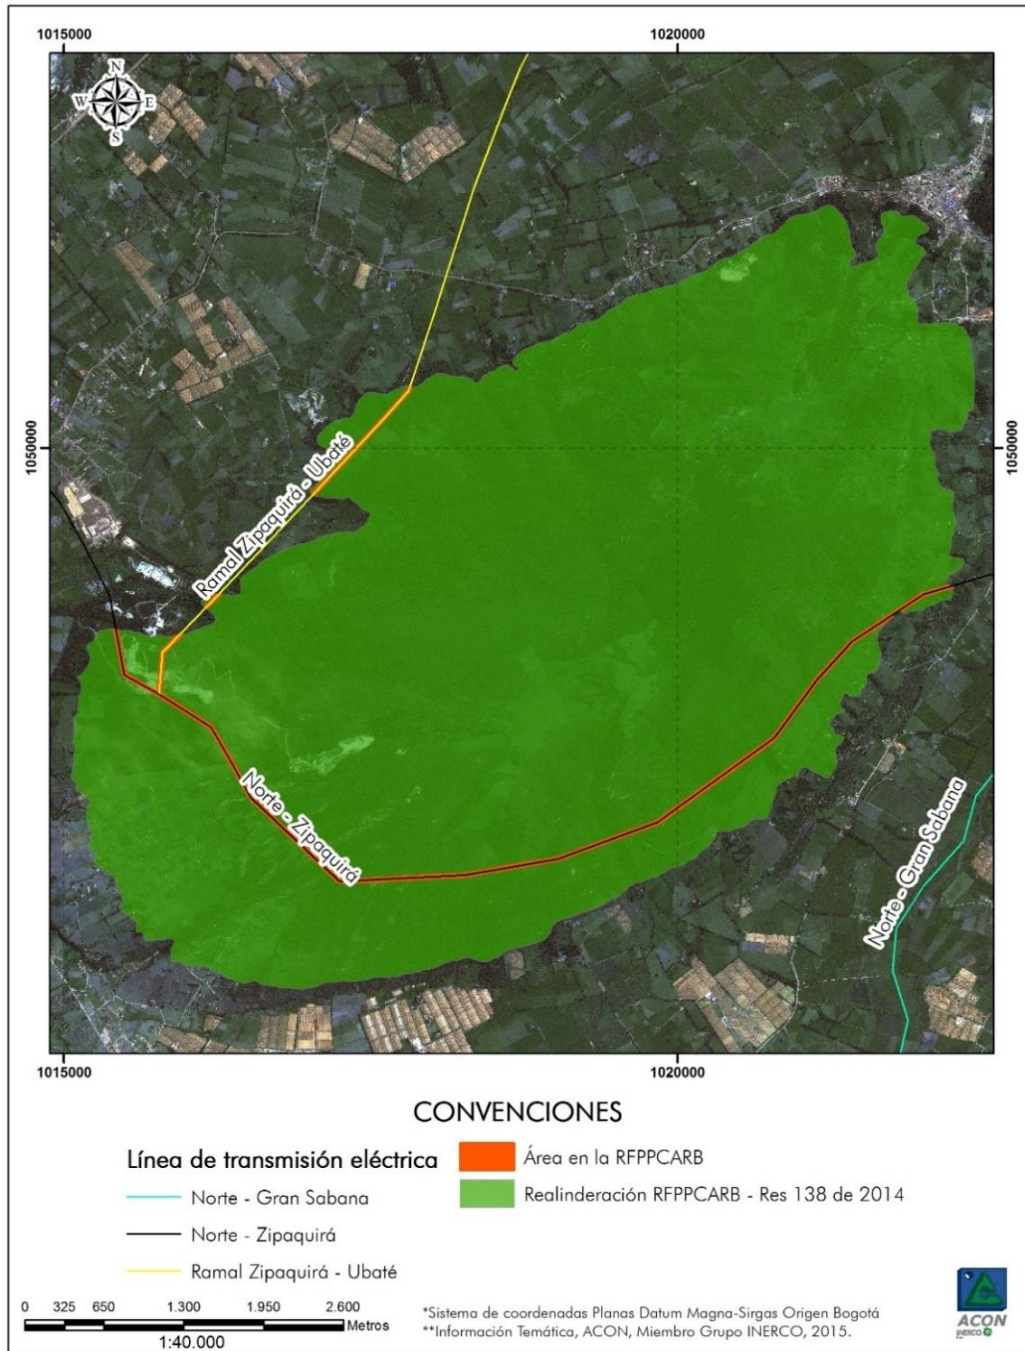 1015000
1020000
N
W
E
S
1050000
1050000
Ramal Zipaquirá - Ubaté
Norte - Zipaquirá
Norte - Gran Sabana
1015000
1020000
CONVENCIONES
Línea de transmisión eléctrica
Norte - Gran Sabana
Norte - Zipaquirá
Ramal Zipaquirá - Ubaté
Área en la RFPPCARB
Realinderación RFPPCARB - Res 138 de 2014
0 325 650 1.300 1.950 2.600
Metros
1:40.000
*Sistema de coordenadas Planas Datum Magna-Sirgas Origen Bogotá
**Información Temática, ACON, Miembro Grupo INERCO, 2015.
ACON
INERCO